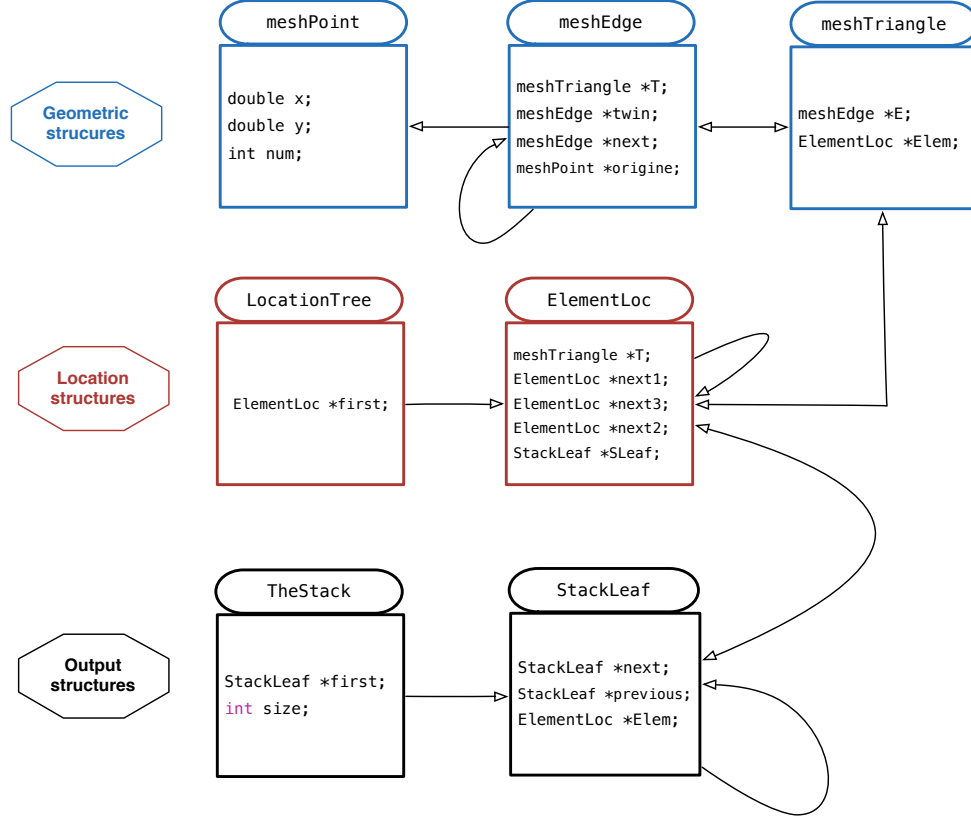 meshPoint
meshEdge
meshTriangle
Geometric
strucures
double x;
double y;
int num;
meshTriangle *T;
meshEdge *twin;
meshEdge *next;
meshPoint *origine;
meshEdge *E;
ElementLoc *Elem;
LocationTree
ElementLoc
Location
structures
ElementLoc *first;
meshTriangle *T;
ElementLoc *next1;
ElementLoc *next3;
ElementLoc *next2;
StackLeaf *SLeaf;
TheStack
StackLeaf
Output
structures
StackLeaf *first;
int size;
StackLeaf *next;
StackLeaf *previous;
ElementLoc *Elem;